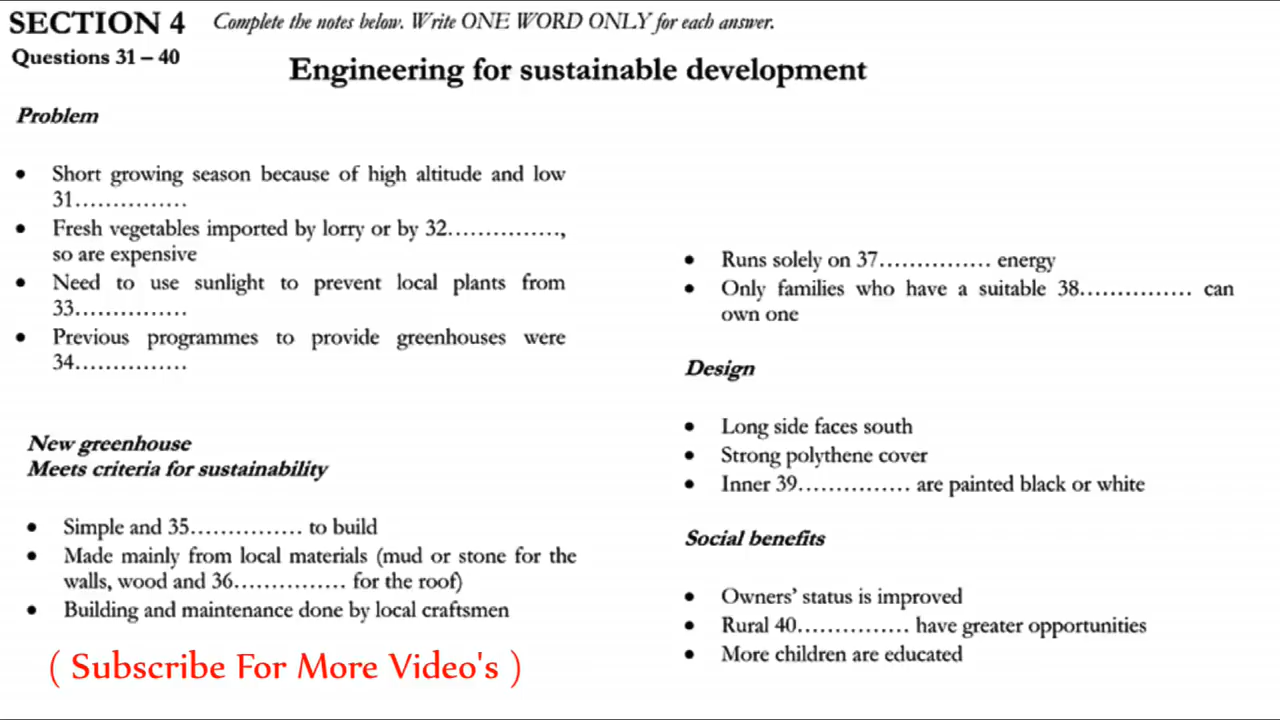 SECTION 4 Complete the notes below. Write ONE WORD ONLY for each answer.
Questions 31 – 40
Engineering for sustainable development
Problem
• Short growing season because of high altitude and low
31……………
• Fresh vegetables imported by lorry or by 32……………,
so are expensive
• Need to use sunlight to prevent local plants from
33……………
• Previous programmes to provide greenhouses were
34……………
New greenhouse
Meets criteria for sustainability
• Simple and 35…………… to build
• Made mainly from local materials (mud or stone for the
walls, wood and 36…………… for the roof)
• Building and maintenance done by local craftsmen
• Runs solely on 37…………… energy
• Only families who have a suitable 38…………… can
own one
Design
• Long side faces south
• Strong polythene cover
• Inner 39…………… are painted black or white
Social benefits
• Owners' status is improved
• Rural 40…………… have greater opportunities
• More children are educated
( Subscribe For More Video's )